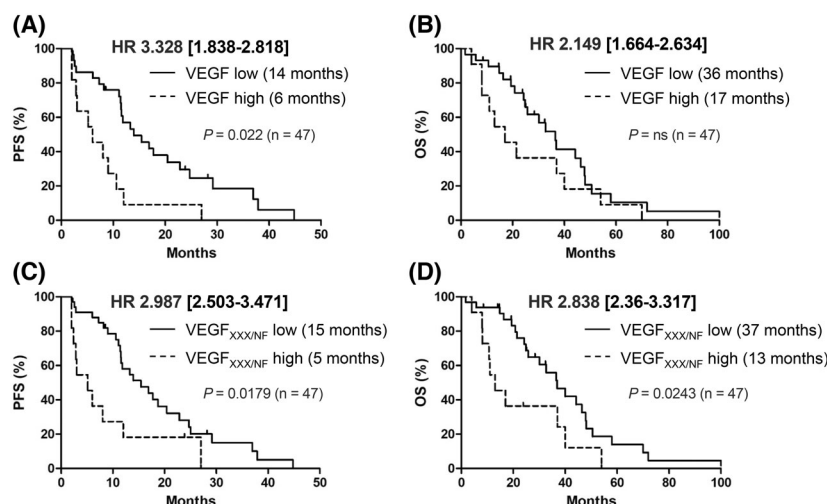 (A)
HR 3.328 [1.838-2.818]
VEGF low (14 months)
VEGF high (6 months)
P = 0.022 (n = 47)
PFS (%)
100
80
60
40
20
0
0 10 20 30 40 50
Months
(B)
HR 2.149 [1.664-2.634]
VEGF low (36 months)
VEGF high (17 months)
P = ns (n = 47)
OS (%)
100
80
60
40
20
0
0 20 40 60 80 100
Months
(C)
HR 2.987 [2.503-3.471]
VEGFXXX/NF low (15 months)
VEGFXXX/NF high (5 months)
P = 0.0179 (n = 47)
PFS (%)
100
80
60
40
20
0
0 10 20 30 40 50
Months
(D)
HR 2.838 [2.36-3.317]
VEGFXXX/NF low (37 months)
VEGFXXX/NF high (13 months)
P = 0.0243 (n = 47)
OS (%)
100
80
60
40
20
0
0 20 40 60 80 100
Months